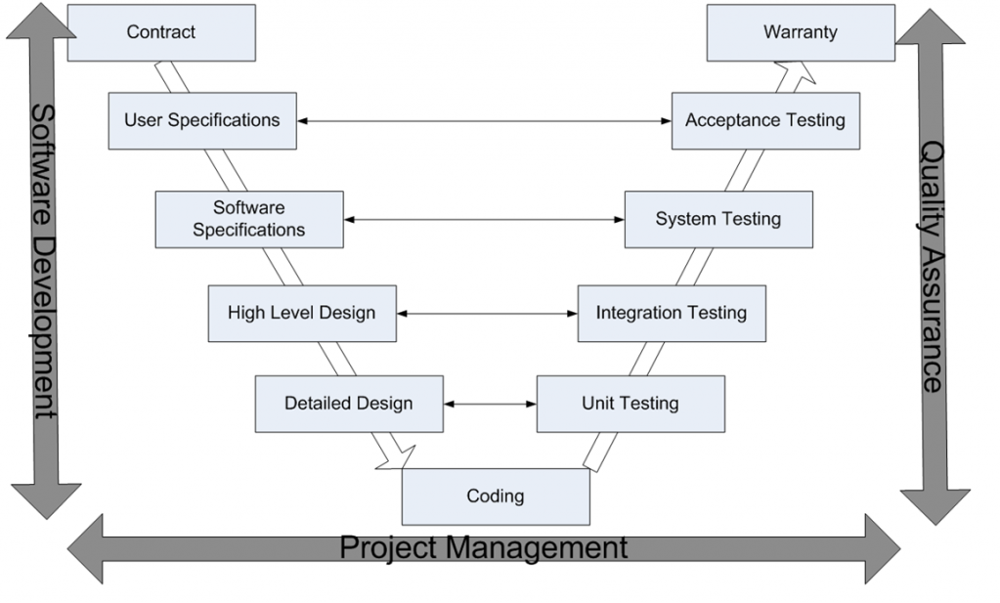 Contract
Warranty
User Specifications
Acceptance Testing
Software
Specifications
System Testing
High Level Design
Integration Testing
Detailed Design
Unit Testing
Coding
Software Development
Quality Assurance
Project Management